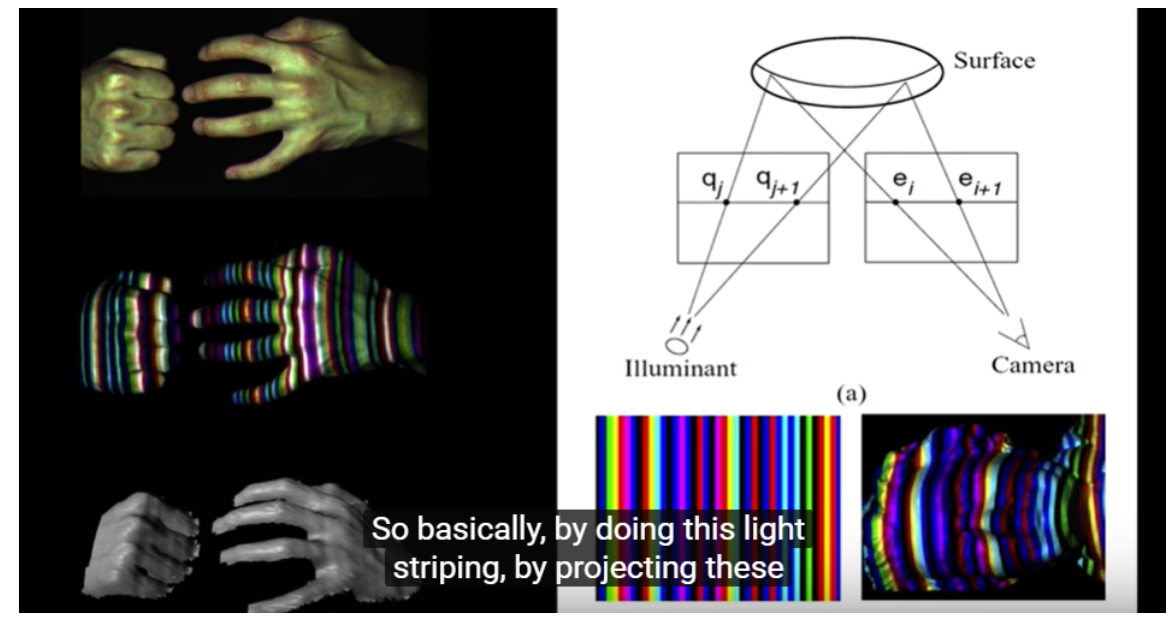 Surface
q_j q_{j+1} e_i e_{i+1}
Illuminant
Camera
(a)
So basically, by doing this light
striping, by projecting these